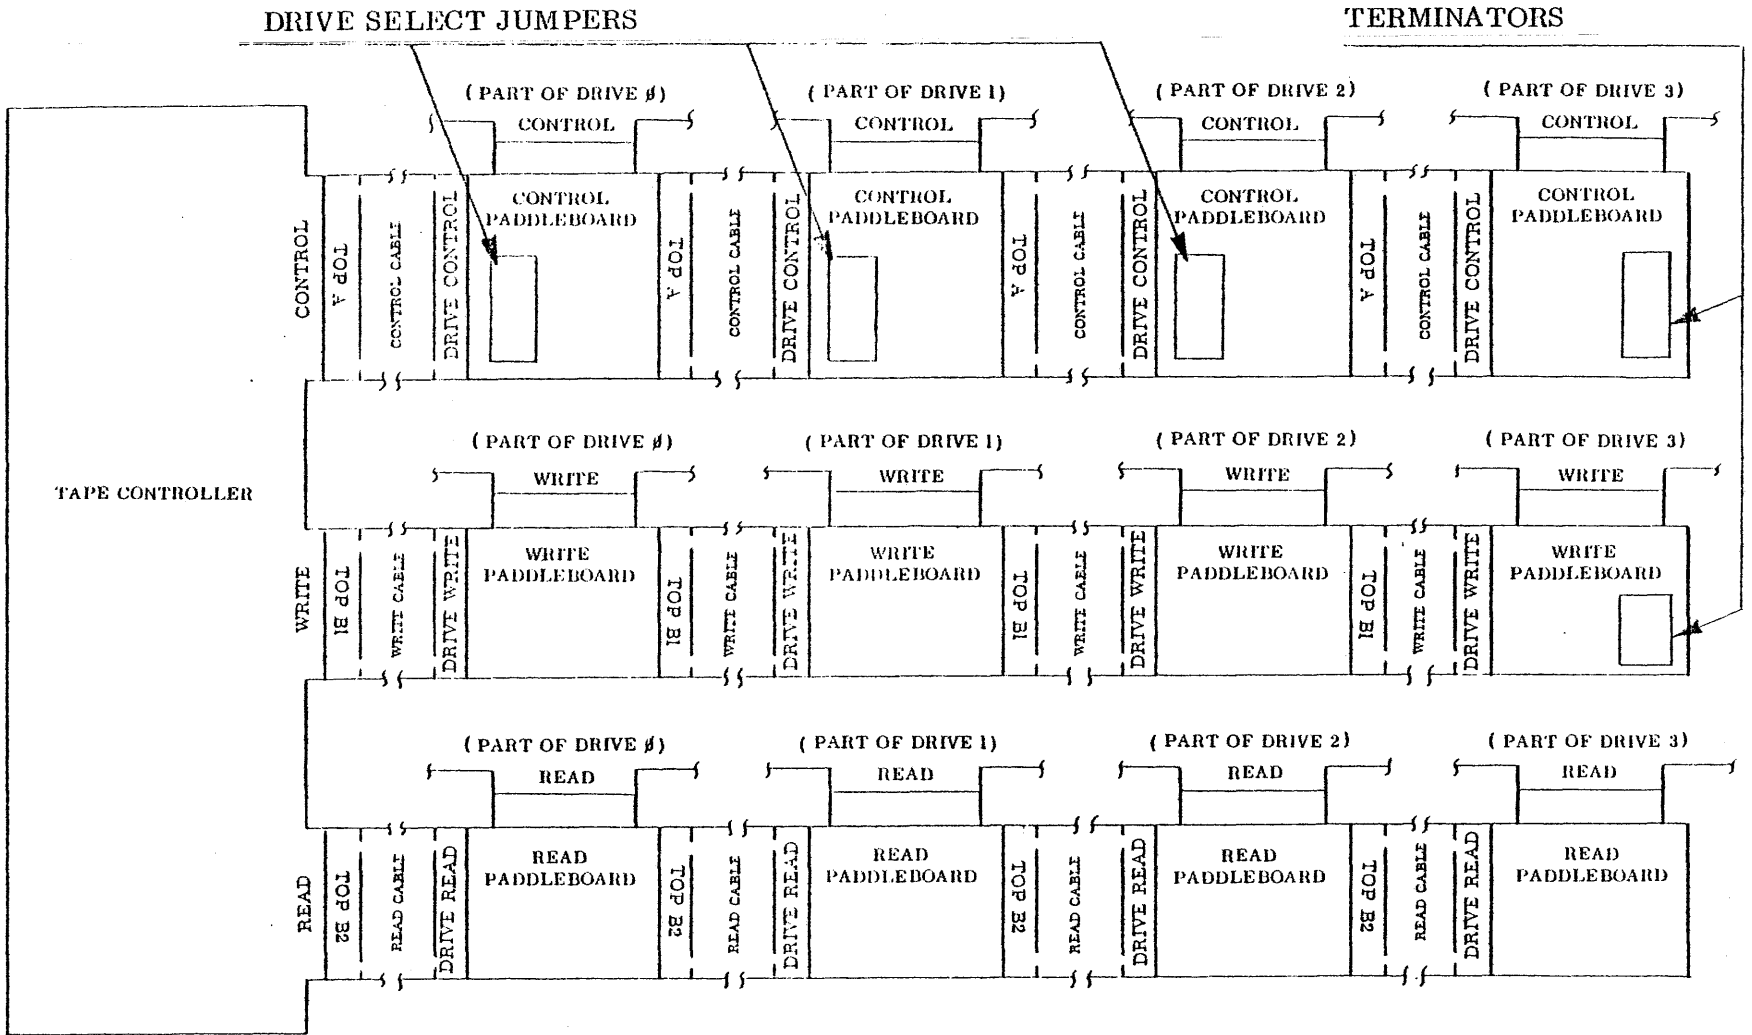 DRIVE SELECT JUMPERS
TERMINATORS
( PART OF DRIVE ∅)
( PART OF DRIVE 1)
( PART OF DRIVE 2)
( PART OF DRIVE 3)
CONTROL
CONTROL
CONTROL
CONTROL
CONTROL
TOP A
CONTROL CABLE
DRIVE CONTROL
CONTROL
PADDLEBOARD
TOP A
CONTROL CABLE
DRIVE CONTROL
CONTROL
PADDLEBOARD
TOP A
CONTROL CABLE
DRIVE CONTROL
CONTROL
PADDLEBOARD
TOP A
CONTROL CABLE
DRIVE CONTROL
CONTROL
PADDLEBOARD
TAPE CONTROLLER
( PART OF DRIVE ∅)
( PART OF DRIVE 1)
( PART OF DRIVE 2)
( PART OF DRIVE 3)
WRITE
WRITE
WRITE
WRITE
WRITE
TOP B1
WRITE CABLE
DRIVE WRITE
WRITE
PADDLEBOARD
TOP B1
WRITE CABLE
DRIVE WRITE
WRITE
PADDLEBOARD
TOP B1
WRITE CABLE
DRIVE WRITE
WRITE
PADDLEBOARD
TOP B1
WRITE CABLE
DRIVE WRITE
WRITE
PADDLEBOARD
( PART OF DRIVE ∅)
( PART OF DRIVE 1)
( PART OF DRIVE 2)
( PART OF DRIVE 3)
READ
READ
READ
READ
READ
TOP B2
READ CABLE
DRIVE READ
READ
PADDLEBOARD
TOP B2
READ CABLE
DRIVE READ
READ
PADDLEBOARD
TOP B2
READ CABLE
DRIVE READ
READ
PADDLEBOARD
TOP B2
READ CABLE
DRIVE READ
READ
PADDLEBOARD